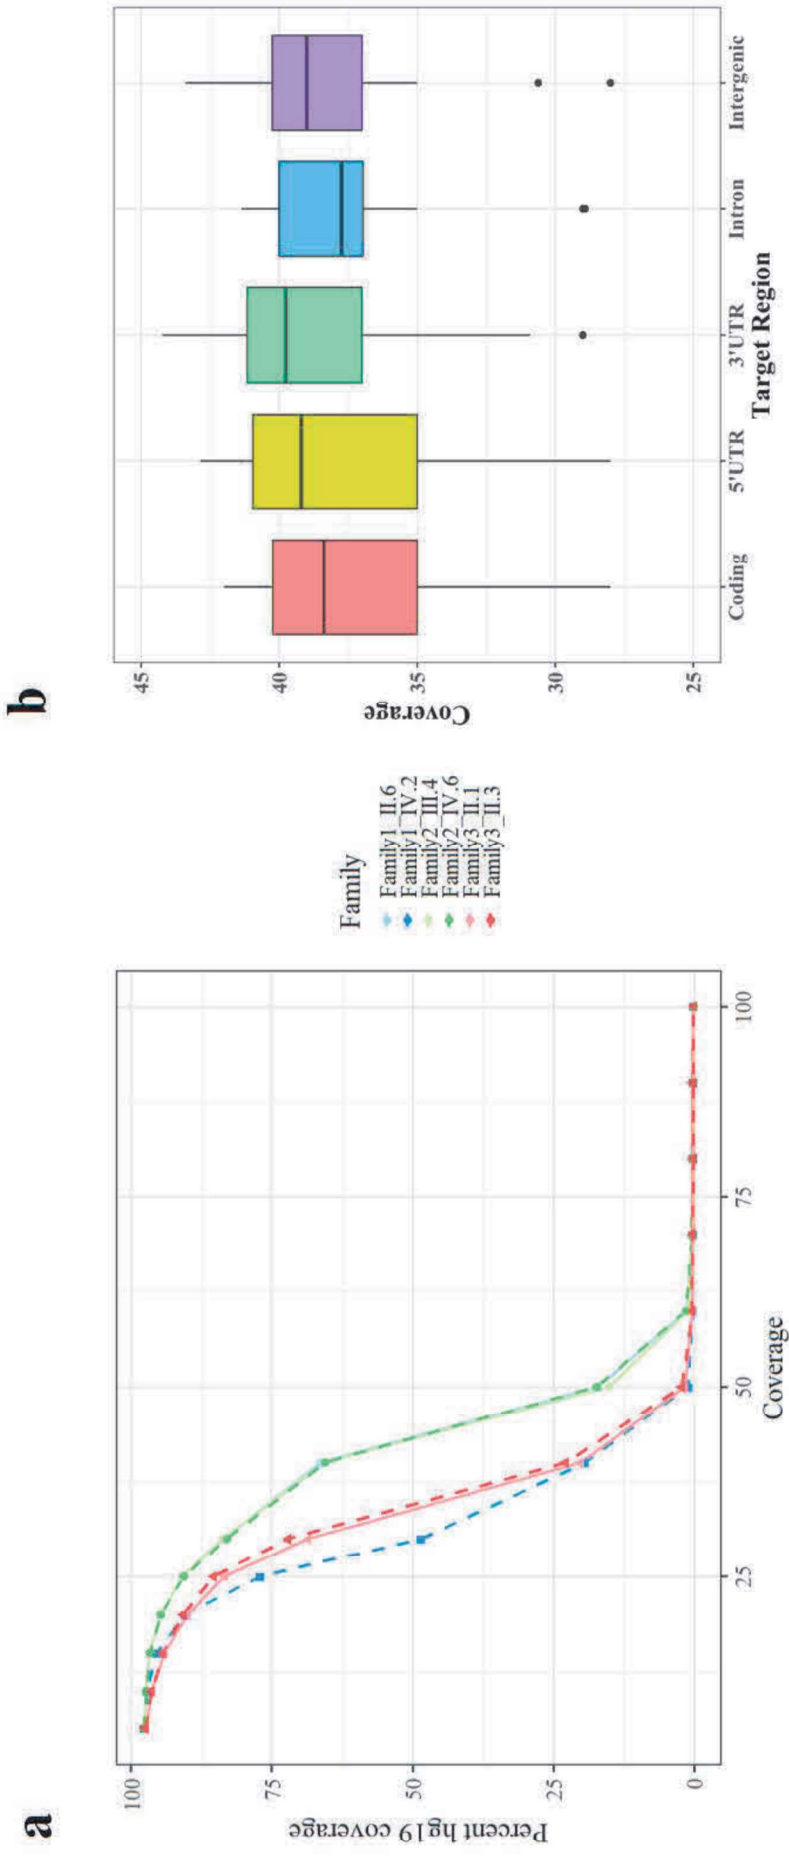 a
Percent hg19 coverage
100
75
50
25
0
25
50
75
100
Coverage
Family
Family1_II.6
Family1_IV.2
Family2_III.4
Family2_IV.6
Family3_II.1
Family3_II.3
b
Coverage
45
40
35
30
25
Coding
5'UTR
3'UTR
Intron
Intergenic
Target Region